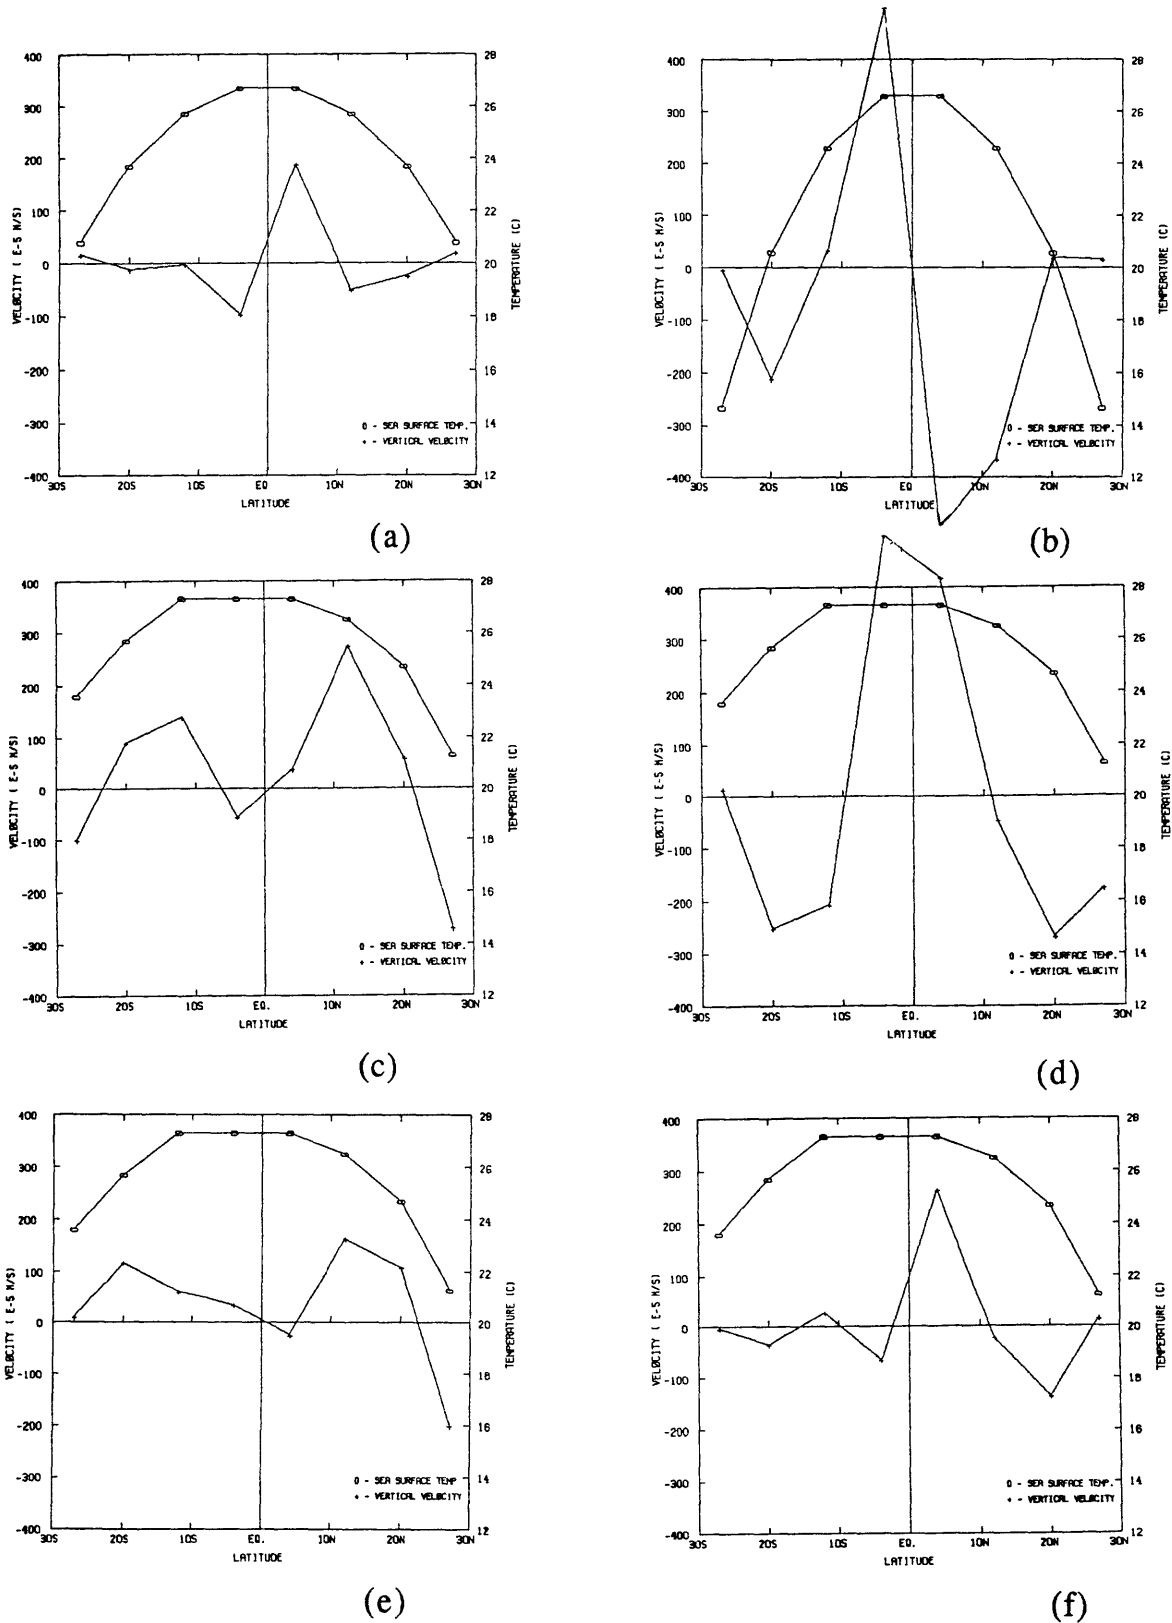 400
300
200
100
0
-100
-200
-300
-400
VELOCITY ( E-5 M/S)
28
26
24
22
20
18
16
14
12
TEMPERATURE (C)
O - SEA SURFACE TEMP.
+ - VERTICAL VELOCITY
30S 20S 10S EQ 10N 20N 30N
LATITUDE
(a)
400
300
200
100
0
-100
-200
-300
-400
VELOCITY ( E-5 M/S)
28
26
24
22
20
18
16
14
12
TEMPERATURE (C)
O - SEA SURFACE TEMP.
+ - VERTICAL VELOCITY
30S 20S 10S EQ. 10N 20N 30N
LATITUDE
(b)
400
300
200
100
0
-100
-200
-300
-400
VELOCITY ( E-5 M/S)
28
26
24
22
20
18
16
14
12
TEMPERATURE (C)
O - SEA SURFACE TEMP.
+ - VERTICAL VELOCITY
30S 20S 10S EQ. 10N 20N 30N
LATITUDE
(c)
400
300
200
100
0
-100
-200
-300
-400
VELOCITY ( E-5 M/S)
28
26
24
22
20
18
16
14
12
TEMPERATURE (C)
O - SEA SURFACE TEMP.
+ - VERTICAL VELOCITY
30S 20S 10S EQ. 10N 20N 30N
LATITUDE
(d)
400
300
200
100
0
-100
-200
-300
-400
VELOCITY ( E-5 M/S)
28
26
24
22
20
18
16
14
12
TEMPERATURE (C)
O - SEA SURFACE TEMP
+ - VERTICAL VELOCITY
30S 20S 10S EQ. 10N 20N 30N
LATITUDE
(e)
400
300
200
100
0
-100
-200
-300
-400
VELOCITY ( E-5 M/S)
28
26
24
22
20
18
16
14
12
TEMPERATURE (C)
O - SEA SURFACE TEMP.
+ - VERTICAL VELOCITY
30S 20S 10S EQ. 10N 20N 30N
LATITUDE
(f)